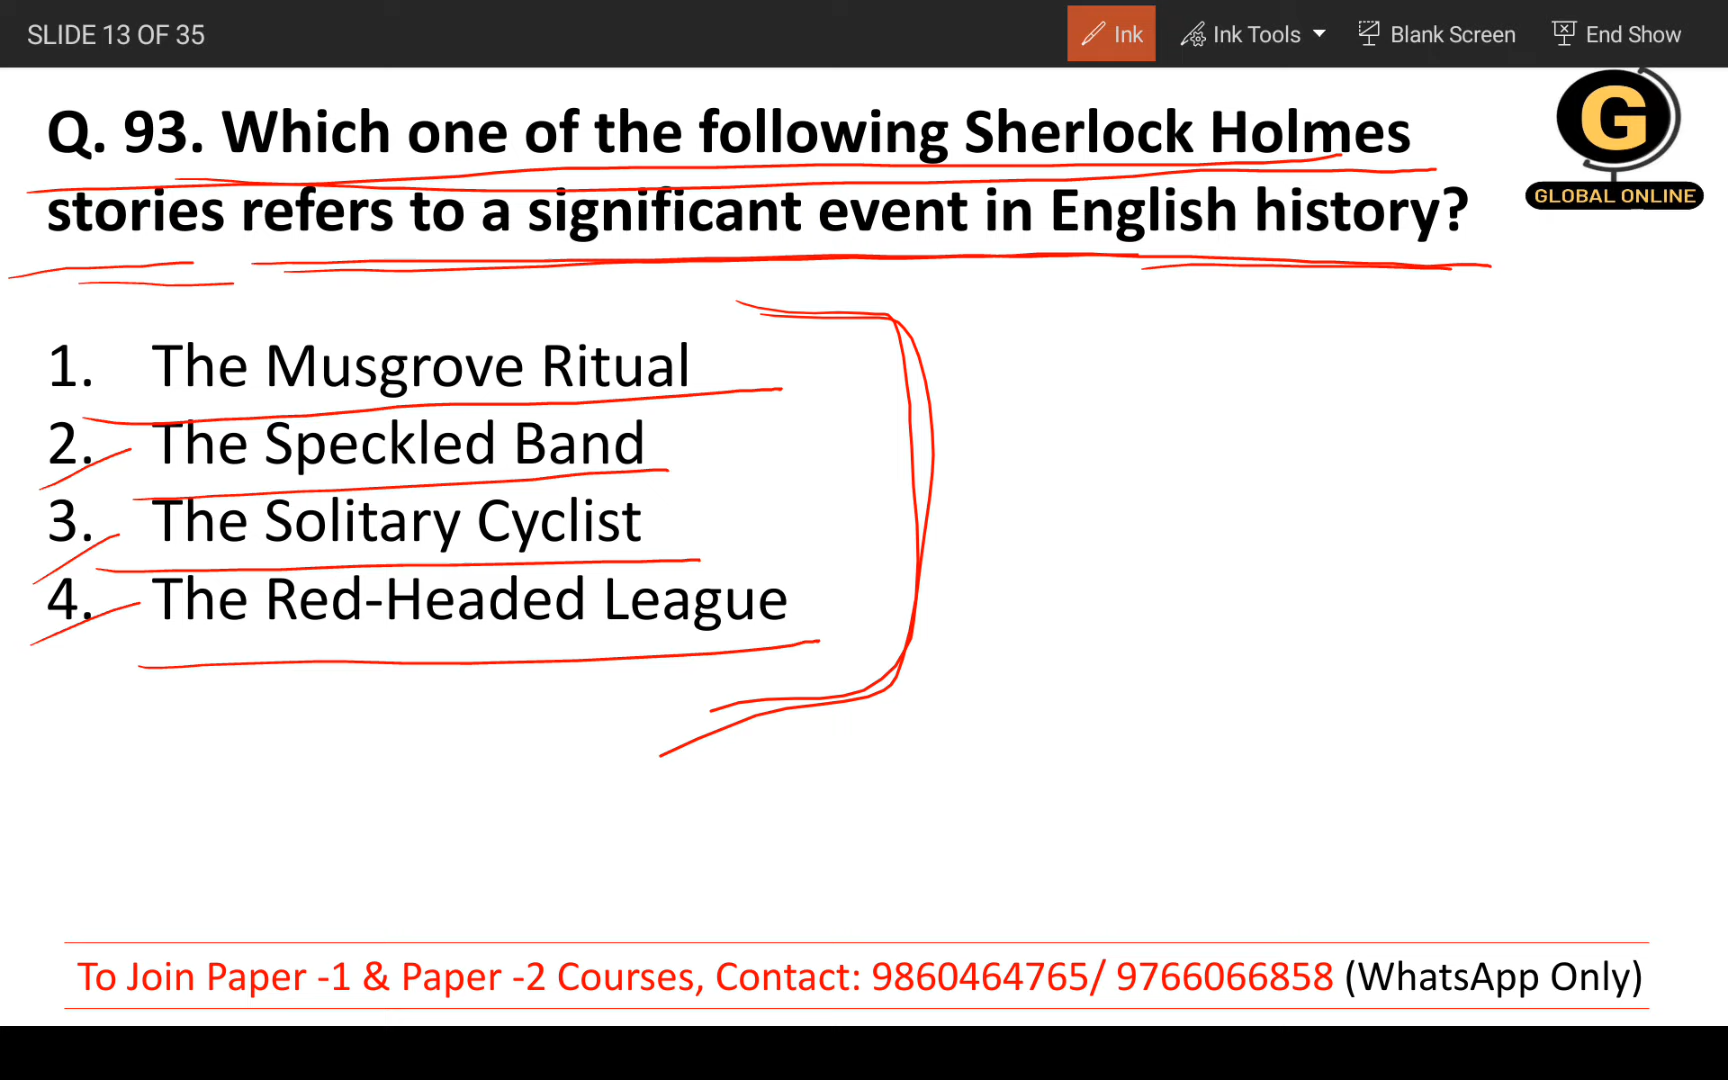 SLIDE 13 OF 35
Ink
Ink Tools
Blank Screen
End Show
G
GLOBAL ONLINE
Q. 93. Which one of the following Sherlock Holmes
stories refers to a significant event in English history?
1. The Musgrove Ritual
2. The Speckled Band
3. The Solitary Cyclist
4. The Red-Headed League
To Join Paper -1 & Paper -2 Courses, Contact: 9860464765/ 9766066858 (WhatsApp Only)